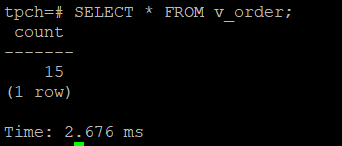 tpch=# SELECT * FROM v_order;
 count
-------
    15
(1 row)

Time: 2.676 ms